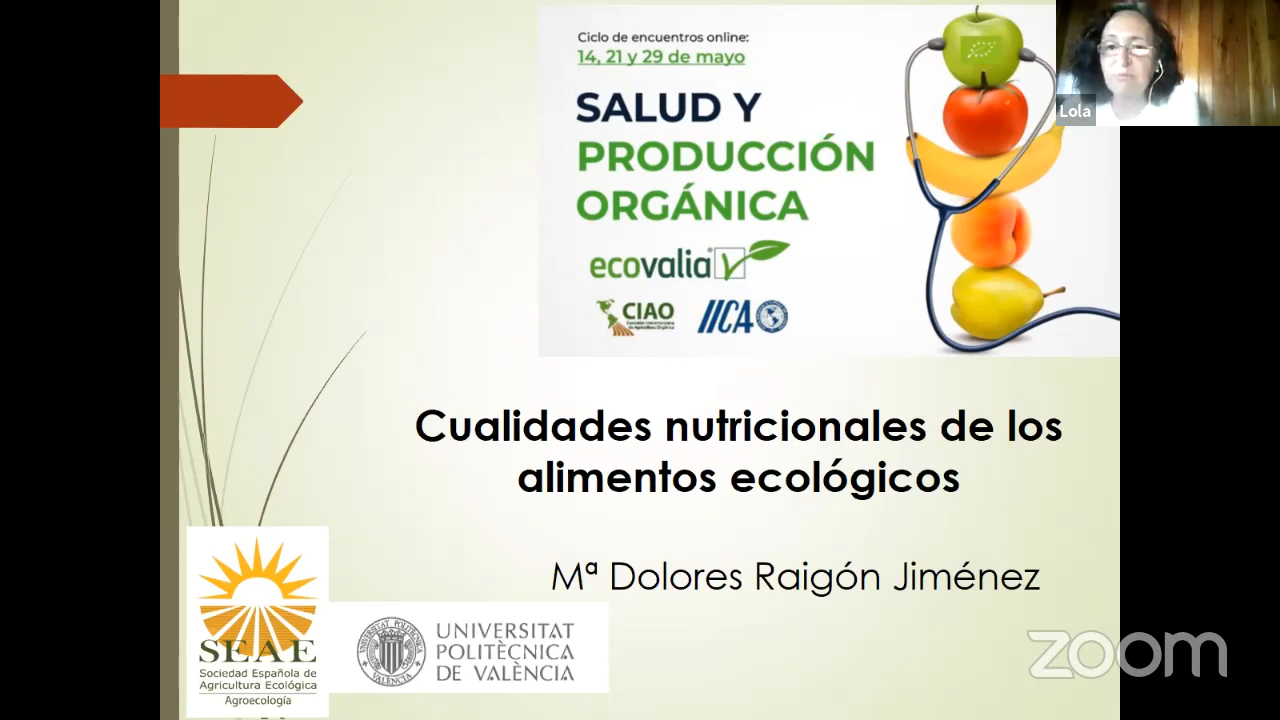 Ciclo de encuentros online:
14, 21 y 29 de mayo
SALUD Y
PRODUCCIÓN
ORGÁNICA
ecovalia
CIAO
IICA
Lola
Cualidades nutricionales de los
alimentos ecológicos
Mª Dolores Raigón Jiménez
SEAE
Sociedad Española de
Agricultura Ecológica
Agroecología
UNIVERSITAT
POLITÈCNICA
DE VALÈNCIA
zoom